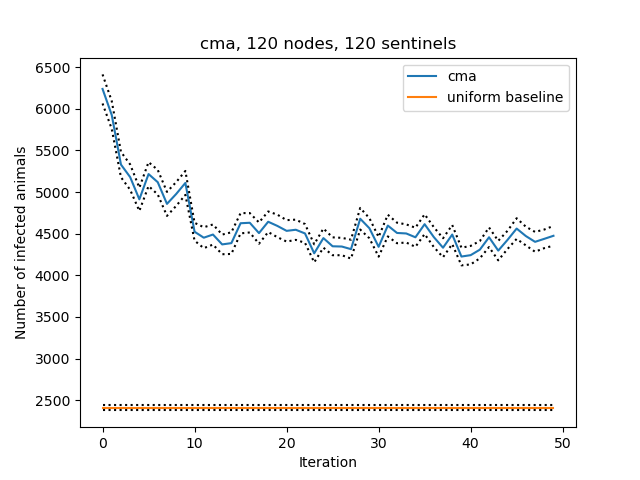 cma, 120 nodes, 120 sentinels
cma
uniform baseline
Number of infected animals
6500
6000
5500
5000
4500
4000
3500
3000
2500
0 10 20 30 40 50
Iteration